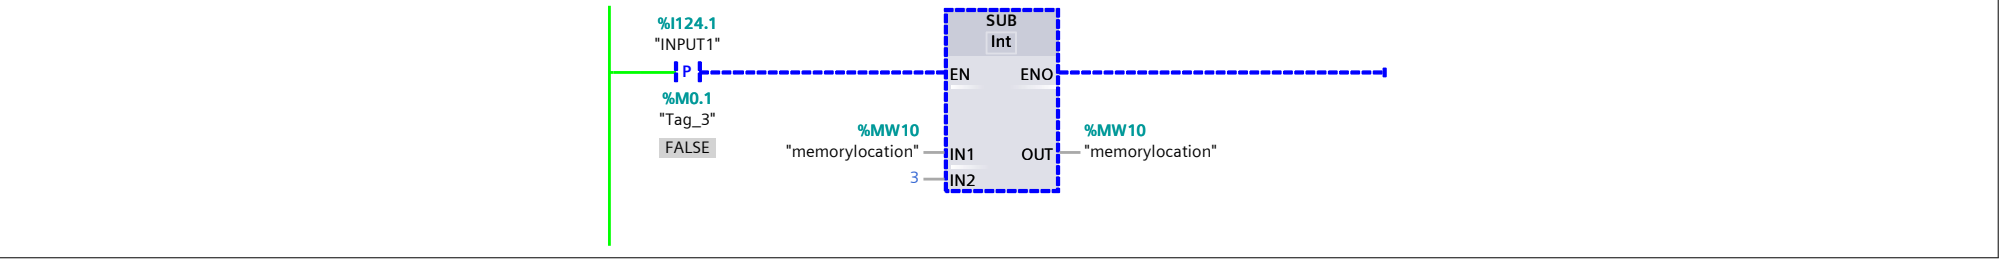 %I124.1
"INPUT1"
P
%M0.1
"Tag_3"
FALSE
SUB
Int
EN ENO
%MW10
"memorylocation" IN1
3 IN2
OUT
%MW10
"memorylocation"